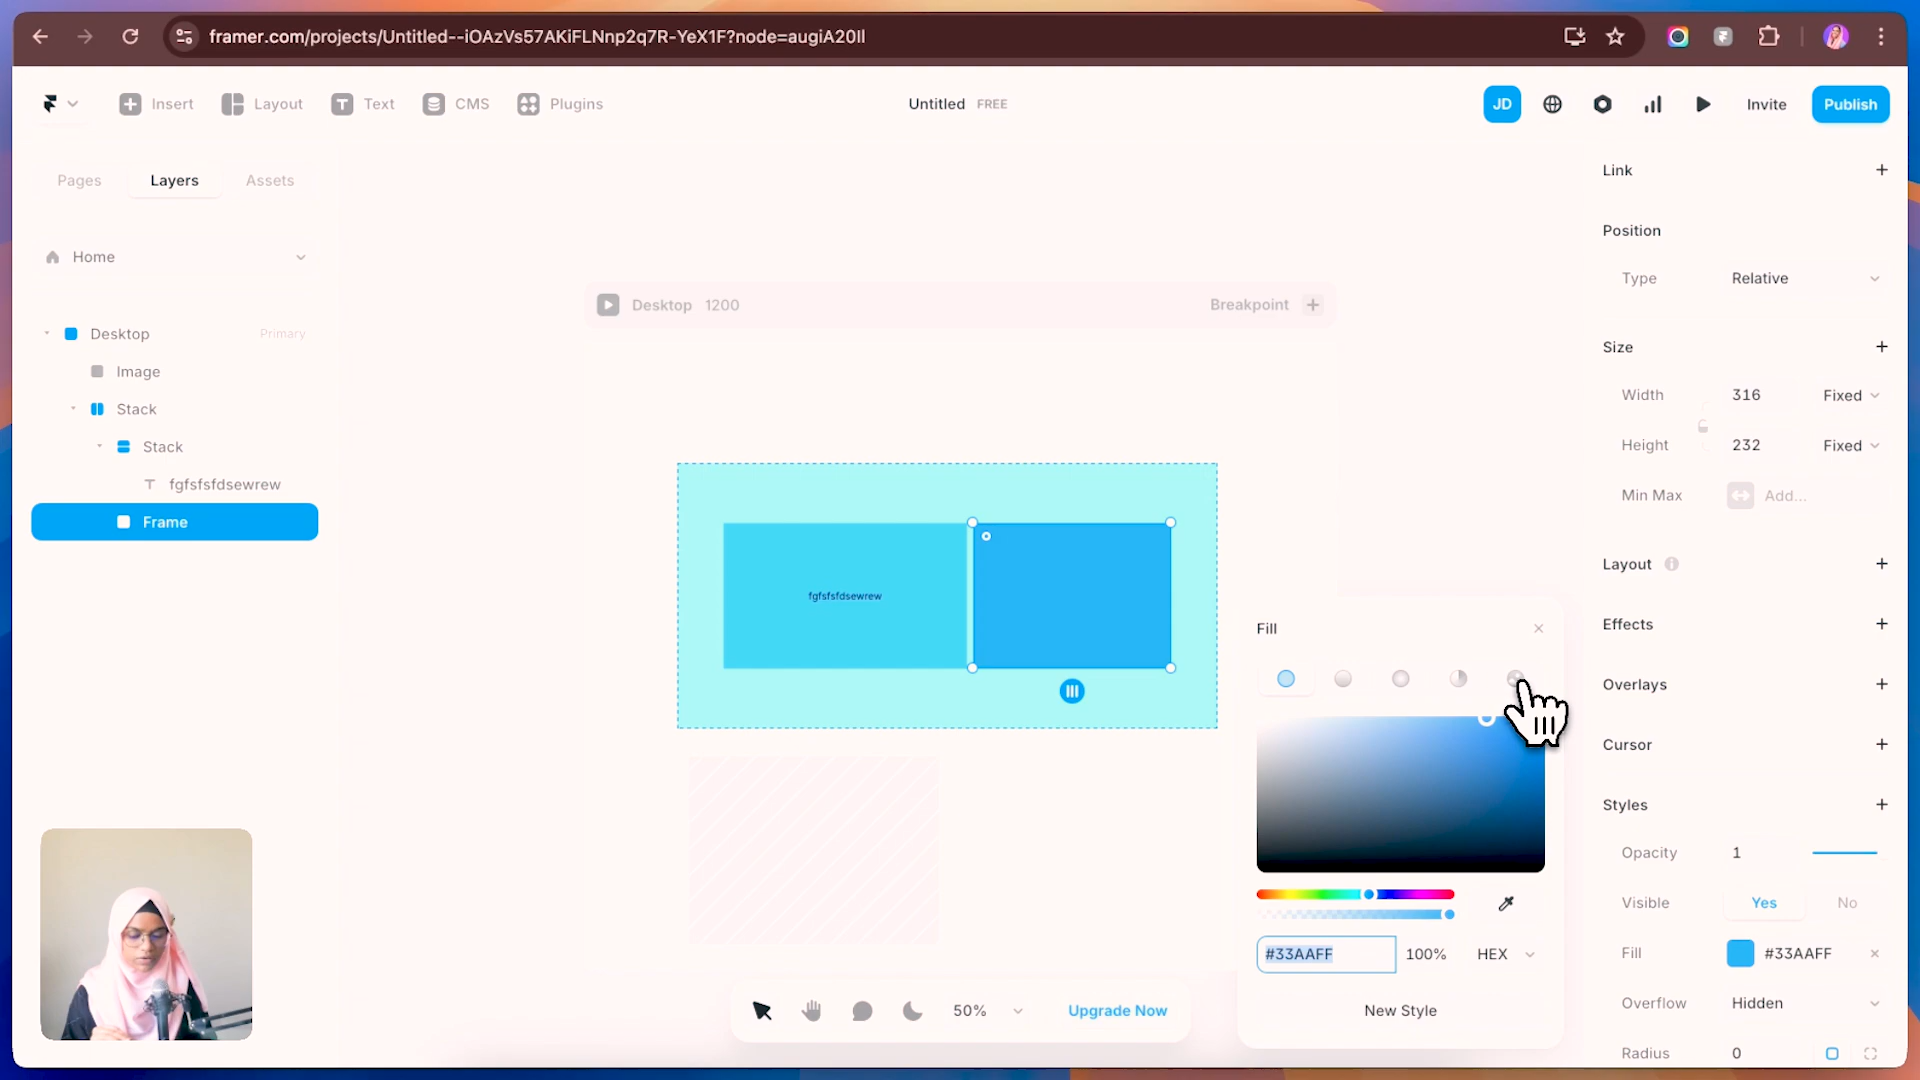 framer.com/projects/Untitled--iOAzVs57AKiFLNnp2q7R-YeX1F?node=augiA20Il
Insert
Layout
Text
CMS
Plugins
Untitled FREE
JD
Invite
Publish
Pages
Layers
Assets
Home
Desktop
Primary
Image
Stack
Stack
fgfsfsfdsewrew
Frame
Desktop 1200
Breakpoint
fgfsfsfdsewrew
50%
Upgrade Now
Fill
#33AAFF
100%
HEX
New Style
Link
Position
Type Relative
Size
Width 316 Fixed
Height 232 Fixed
Min Max Add...
Layout
Effects
Overlays
Cursor
Styles
Opacity 1
Visible Yes No
Fill #33AAFF
Overflow Hidden
Radius 0